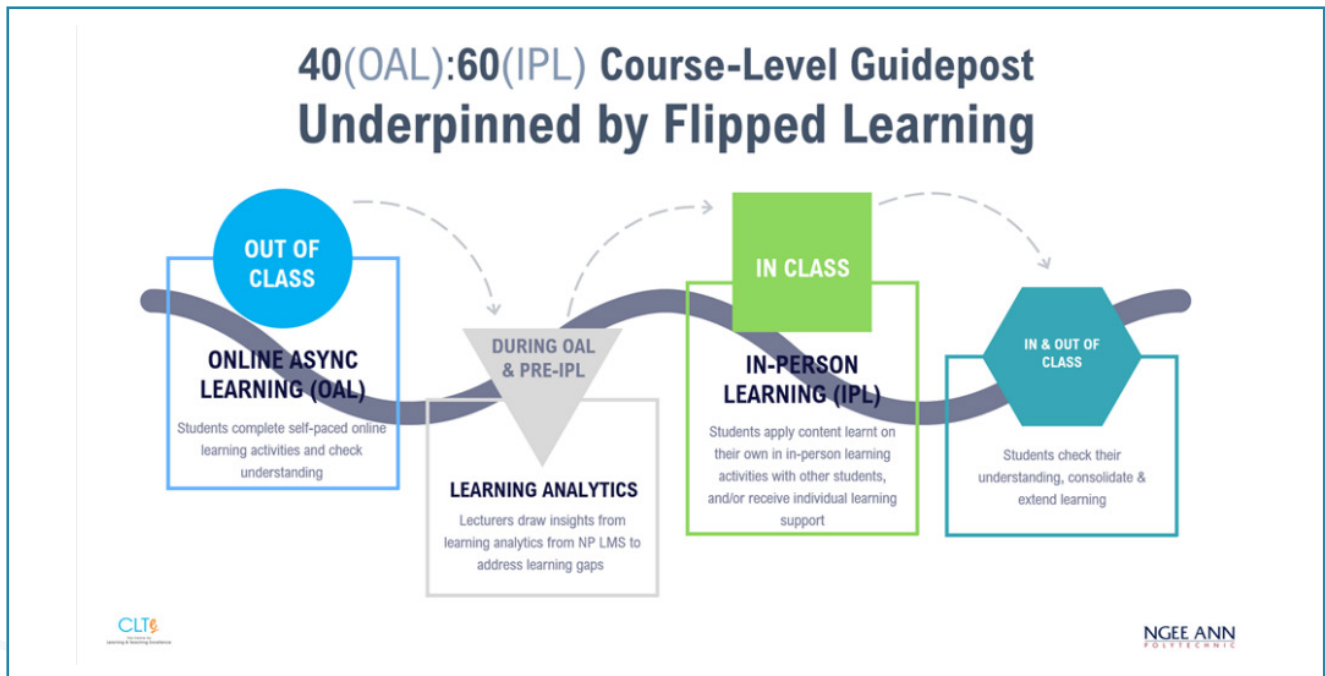 40(OAL):60(IPL) Course-Level Guidepost
Underpinned by Flipped Learning
OUT OF
CLASS
ONLINE ASYNC
LEARNING (OAL)
Students complete self-paced online
learning activities and check
understanding
DURING OAL
& PRE-IPL
LEARNING ANALYTICS
Lecturers draw insights from
learning analytics from NP LMS to
address learning gaps
IN CLASS
IN-PERSON
LEARNING (IPL)
Students apply content learnt on
their own in in-person learning
activities with other students,
and/or receive individual learning
support
IN & OUT OF
CLASS
Students check their
understanding, consolidate &
extend learning
CLTe
Learning & Teaching Excellence
NGEE ANN
POLYTECHNIC